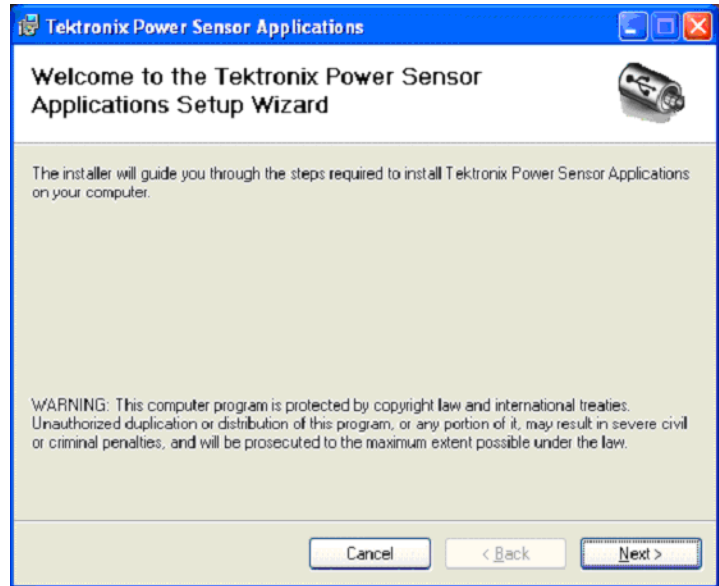 Tektronix Power Sensor Applications
Welcome to the Tektronix Power Sensor
Applications Setup Wizard
The installer will guide you through the steps required to install Tektronix Power Sensor Applications
on your computer.
WARNING: This computer program is protected by copyright law and international treaties.
Unauthorized duplication or distribution of this program, or any portion of it, may result in severe civil
or criminal penalties, and will be prosecuted to the maximum extent possible under the law.
Cancel
< Back
Next >